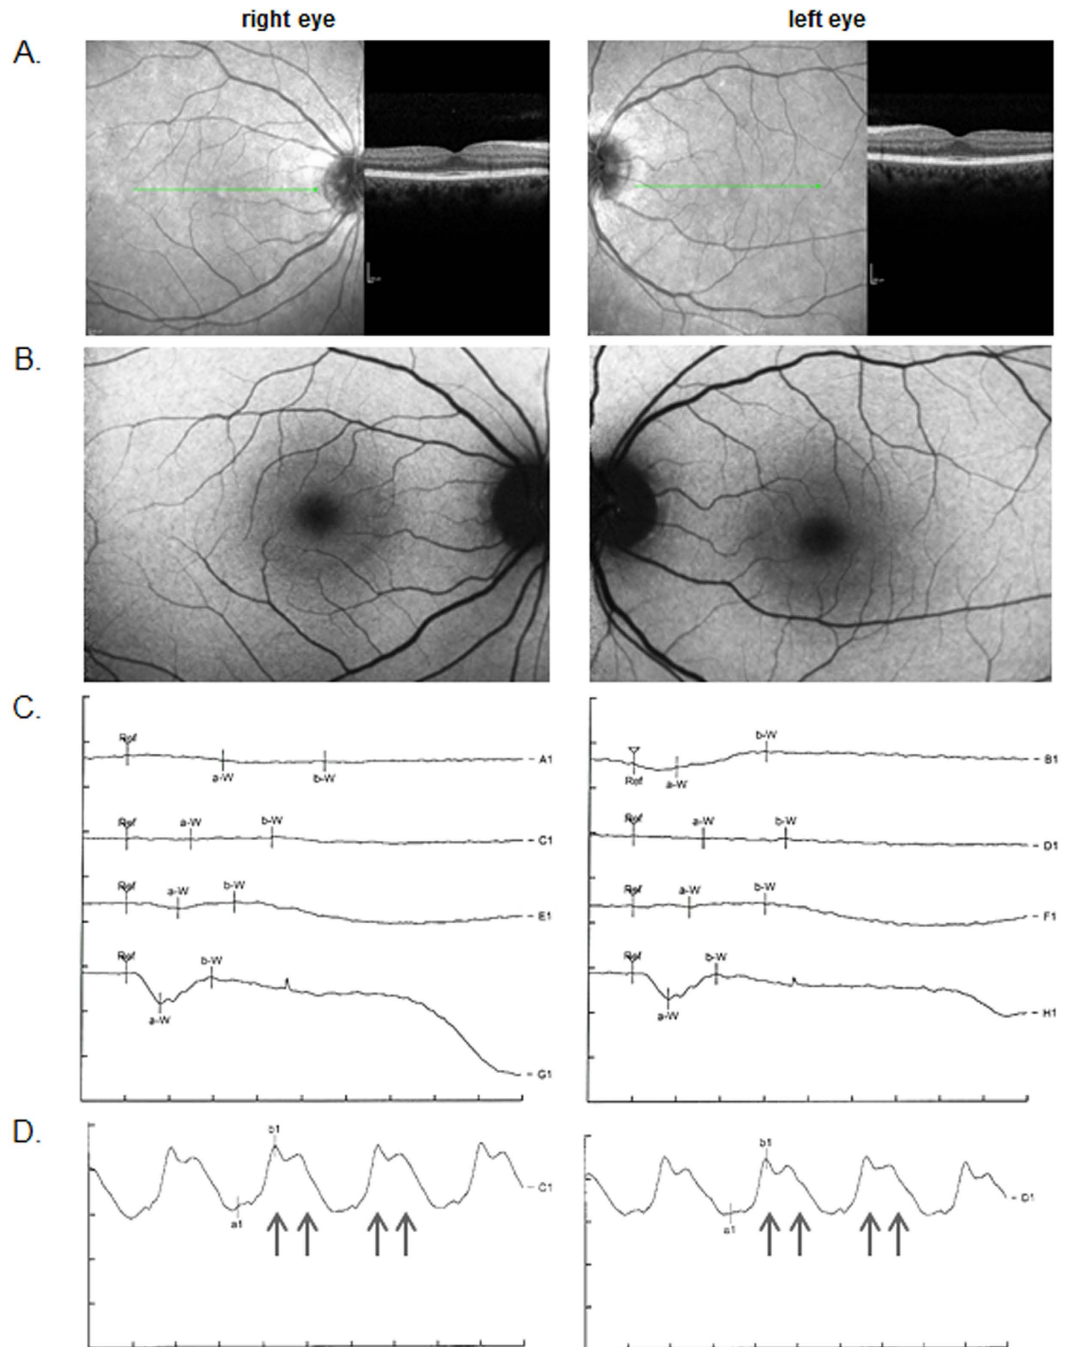 right eye left eye
A.
B.
C.
Ref a-W b-W A1
Ref a-W b-W B1
Ref a-W b-W C1
Ref a-W b-W D1
Ref a-W b-W E1
Ref a-W b-W F1
Ref a-W b-W G1
Ref a-W b-W H1
D.
b1 a1 C1
b1 a1 D1